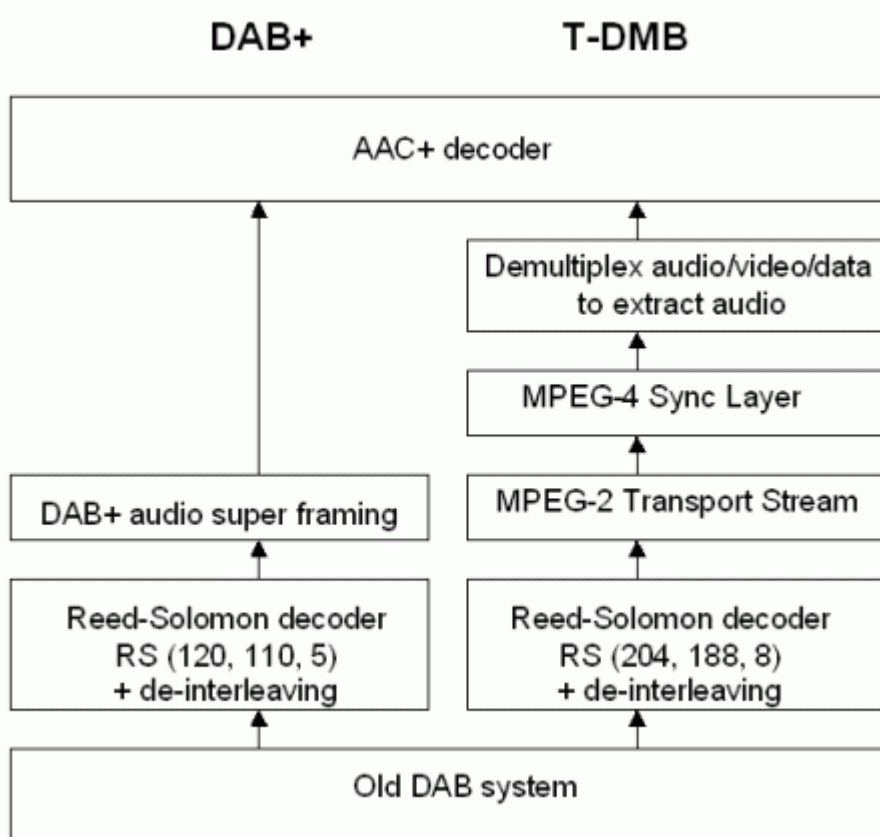 DAB+
T-DMB
AAC+ decoder
Demultiplex audio/video/data
to extract audio
MPEG-4 Sync Layer
DAB+ audio super framing
MPEG-2 Transport Stream
Reed-Solomon decoder
RS (120, 110, 5)
+ de-interleaving
Reed-Solomon decoder
RS (204, 188, 8)
+ de-interleaving
Old DAB system